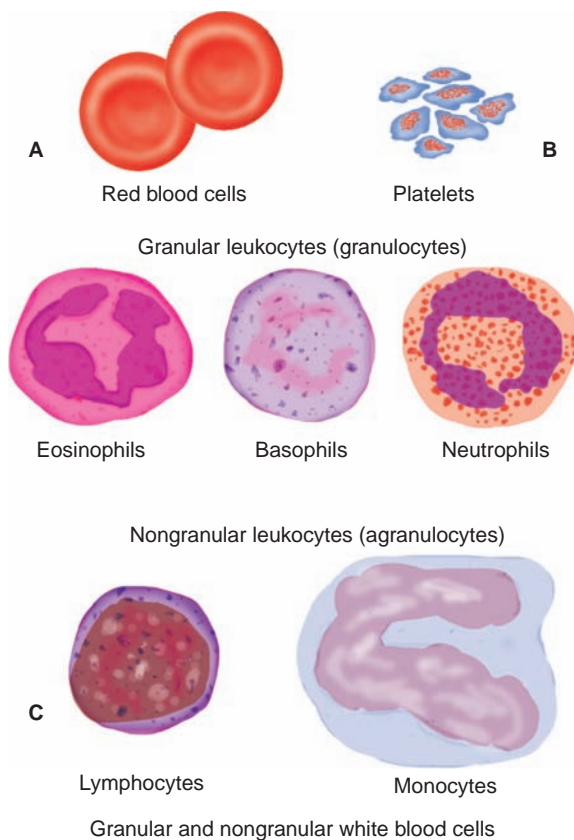 A
B
Red blood cells
Platelets
Granular leukocytes (granulocytes)
Eosinophils
Basophils
Neutrophils
Nongranular leukocytes (agranulocytes)
C
Lymphocytes
Monocytes
Granular and nongranular white blood cells